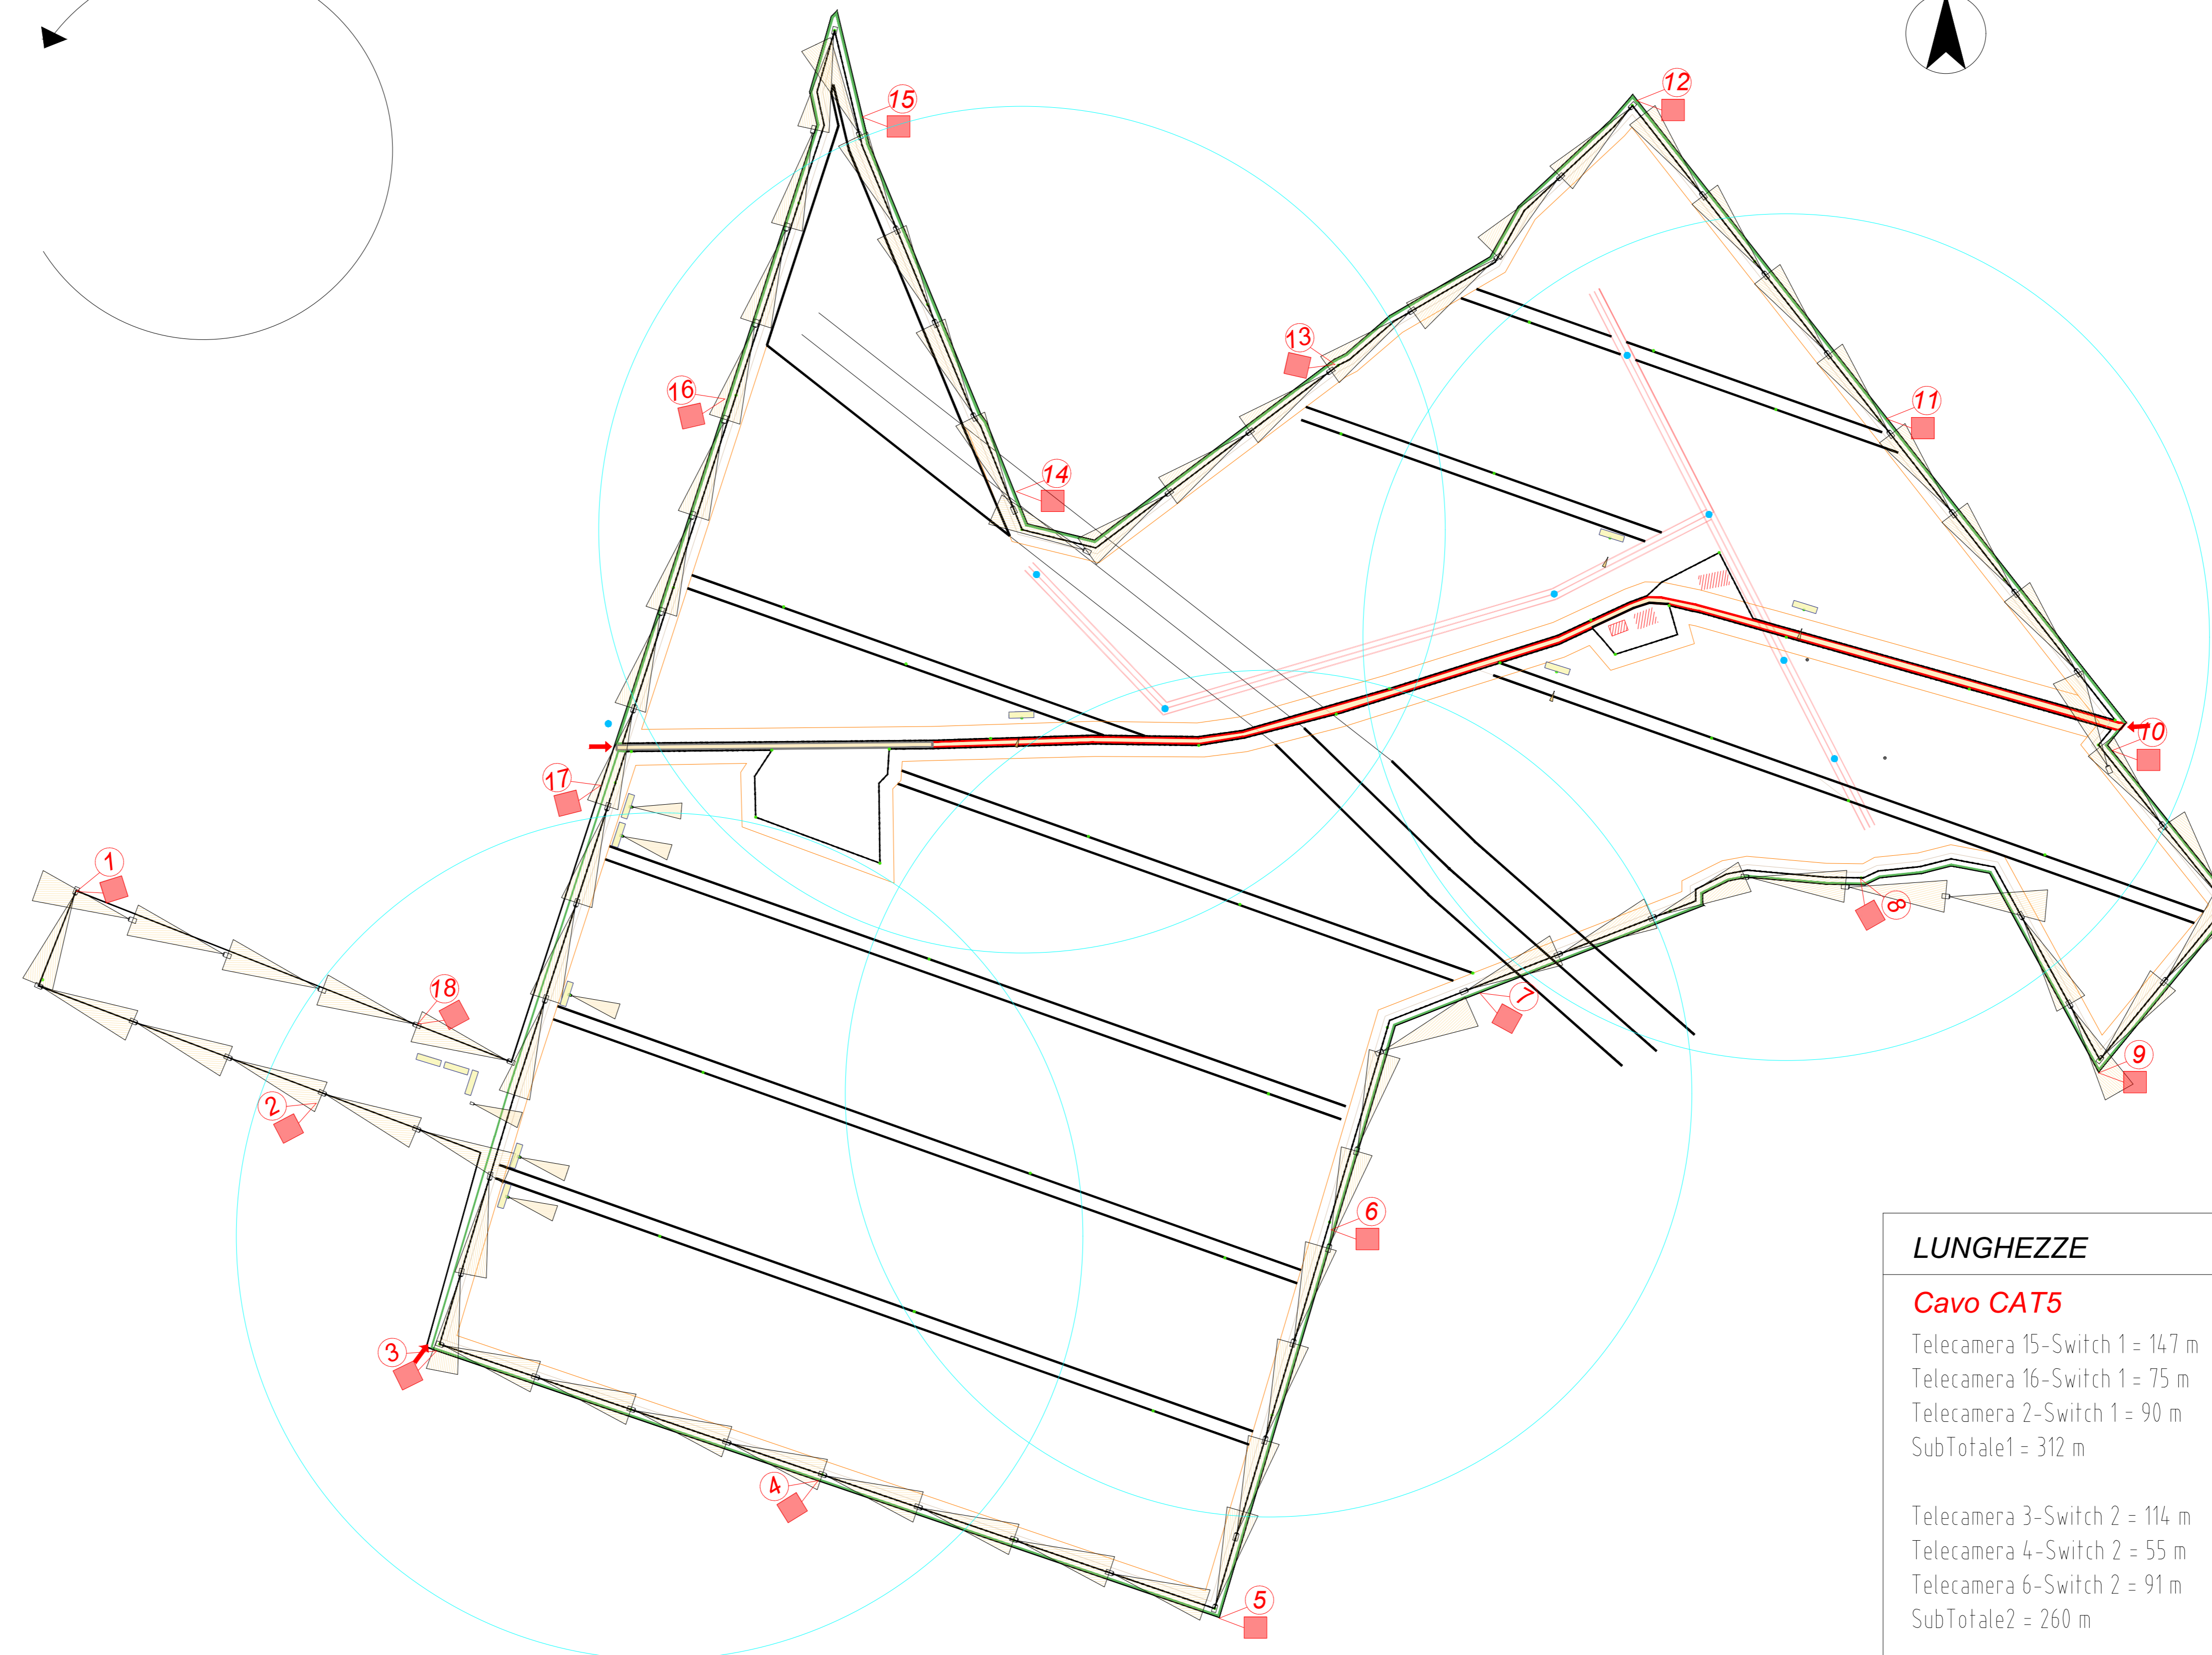 12
15
13
16
11
14
10
17
1
18
8
7
2
9
6
3
4
5
LUNGHEZZE
Cavo CAT5
Telecamera 15-Switch 1 = 147 m
Telecamera 16-Switch 1 = 75 m
Telecamera 2-Switch 1 = 90 m
SubTotale1 = 312 m
Telecamera 3-Switch 2 = 114 m
Telecamera 4-Switch 2 = 55 m
Telecamera 6-Switch 2 = 91 m
SubTotale2 = 260 m